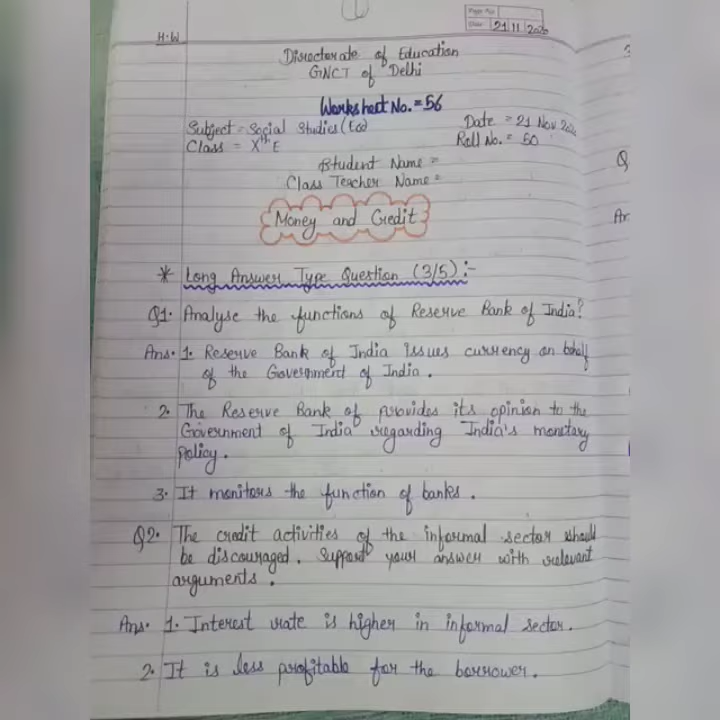 1
Page No.
Date 21 11 2020
H.W
Directorate of Education
GNCT of Delhi
Worksheet No. = 56
Subject = Social Studies (Eco)
Date = 21 Nov
Class = Xth E
Roll No. = 50
Student Name =
Class Teacher Name =
Money and Credit
* Long Answer Type Question (3/5) :-
Q1. Analyse the functions of Reserve Bank of India?
Ans. 1. Reserve Bank of India issues currency on behalf
of the Government of India.
2. The Reserve Bank of provides its opinion to the
Government of India regarding India's monetary
policy.
3. It monitors the function of banks.
Q2. The credit activities of the informal sector should
be discouraged. Support your answer with relevant
arguments.
Ans. 1. Interest rate is higher in informal sector.
2. It is less profitable for the borrower.
Q